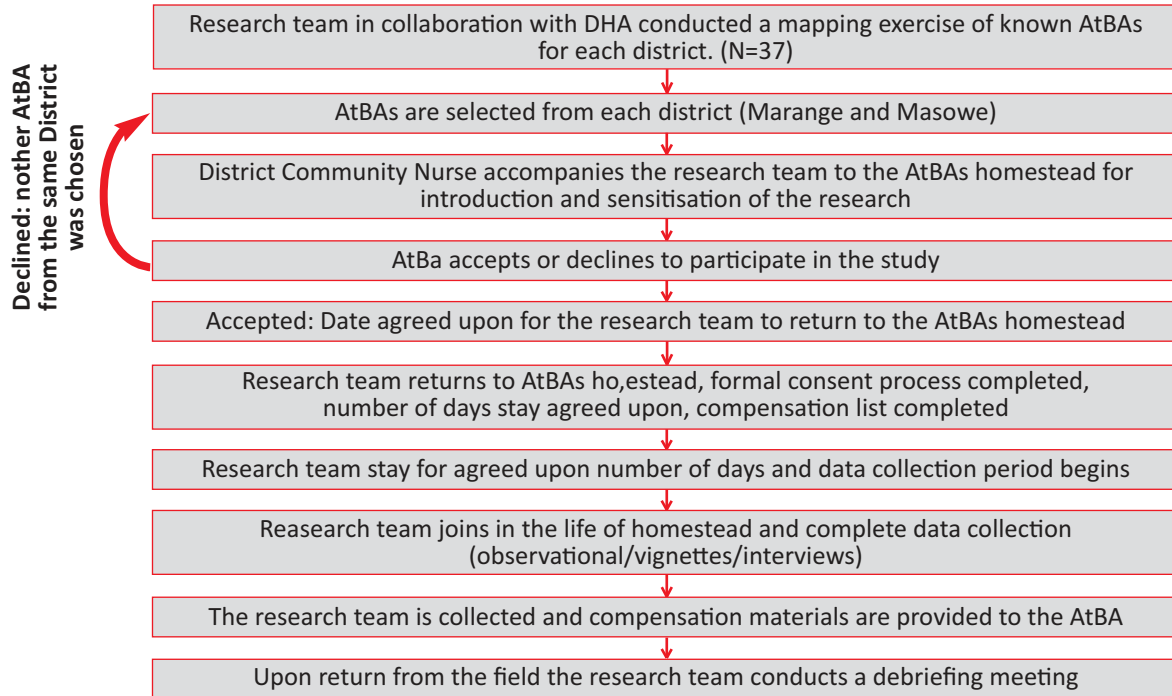 Research team in collaboration with DHA conducted a mapping exercise of known AtBAs
for each district. (N=37)
AtBAs are selected from each district (Marange and Masowe)
District Community Nurse accompanies the research team to the AtBAs homestead for
introduction and sensitisation of the research
AtBa accepts or declines to participate in the study
Declined: nother AtBA
from the same District
was chosen
Accepted: Date agreed upon for the research team to return to the AtBAs homestead
Research team returns to AtBAs ho,estead, formal consent process completed,
number of days stay agreed upon, compensation list completed
Research team stay for agreed upon number of days and data collection period begins
Reasearch team joins in the life of homestead and complete data collection
(observational/vignettes/interviews)
The research team is collected and compensation materials are provided to the AtBA
Upon return from the field the research team conducts a debriefing meeting